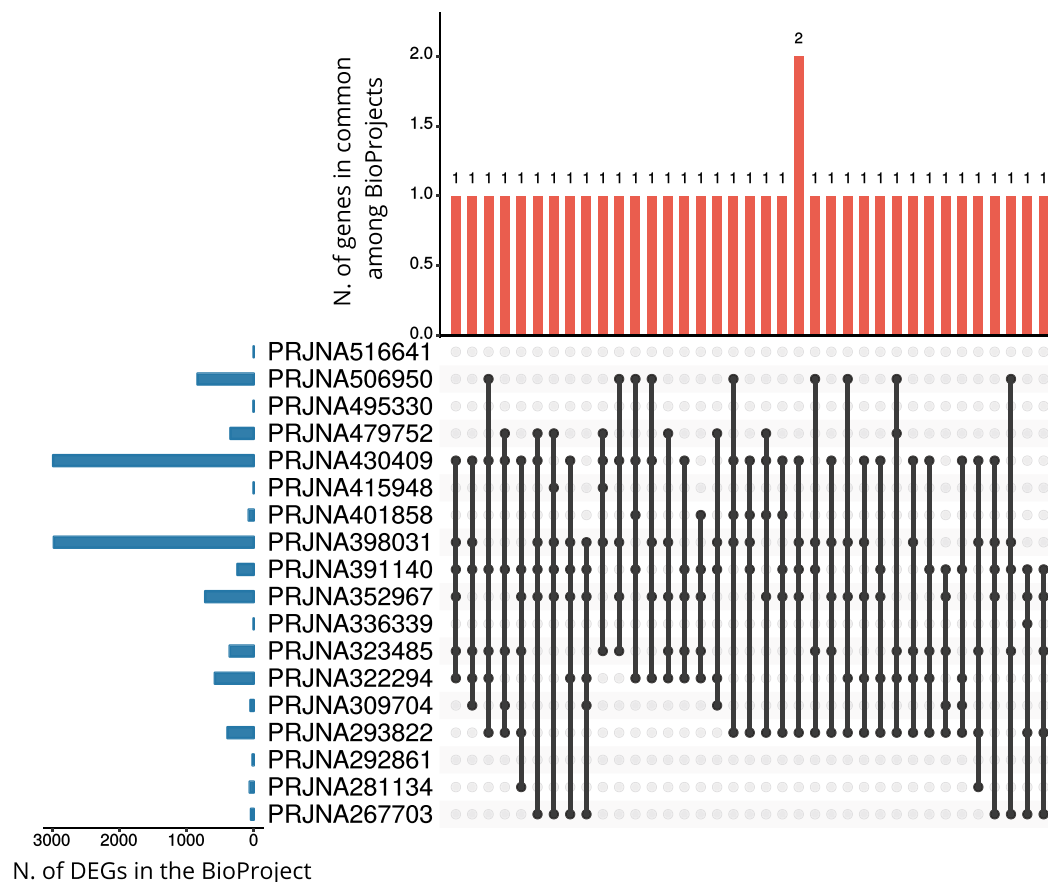 N. of genes in common
among BioProjects
2
2.0
1.5
1 1 1 1 1 1 1 1 1 1 1 1 1 1 1 1 1 1 1 1 1 1 1 1 1 1 1 1 1 1 1 1 1 1 1 1
1.0
0.5
0.0
PRJNA516641
PRJNA506950
PRJNA495330
PRJNA479752
PRJNA430409
PRJNA415948
PRJNA401858
PRJNA398031
PRJNA391140
PRJNA352967
PRJNA336339
PRJNA323485
PRJNA322294
PRJNA309704
PRJNA293822
PRJNA292861
PRJNA281134
PRJNA267703
3000 2000 1000 0
N. of DEGs in the BioProject